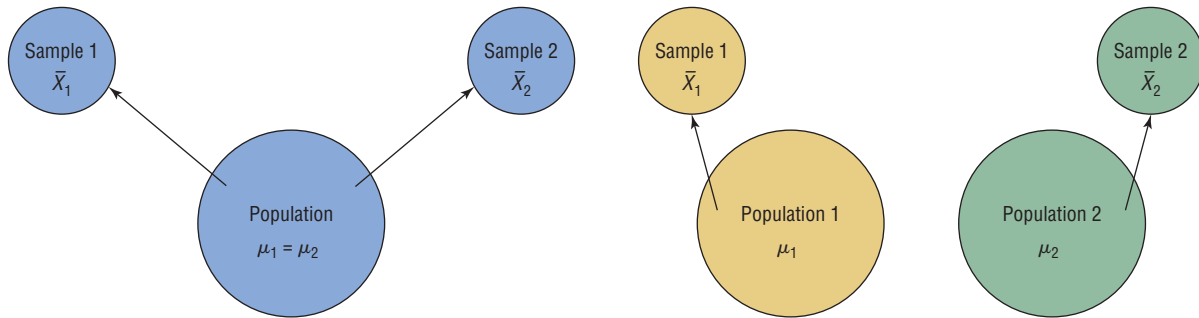 Sample 1
X̄₁
Sample 2
X̄₂
Population
μ₁ = μ₂
Sample 1
X̄₁
Population 1
μ₁
Sample 2
X̄₂
Population 2
μ₂